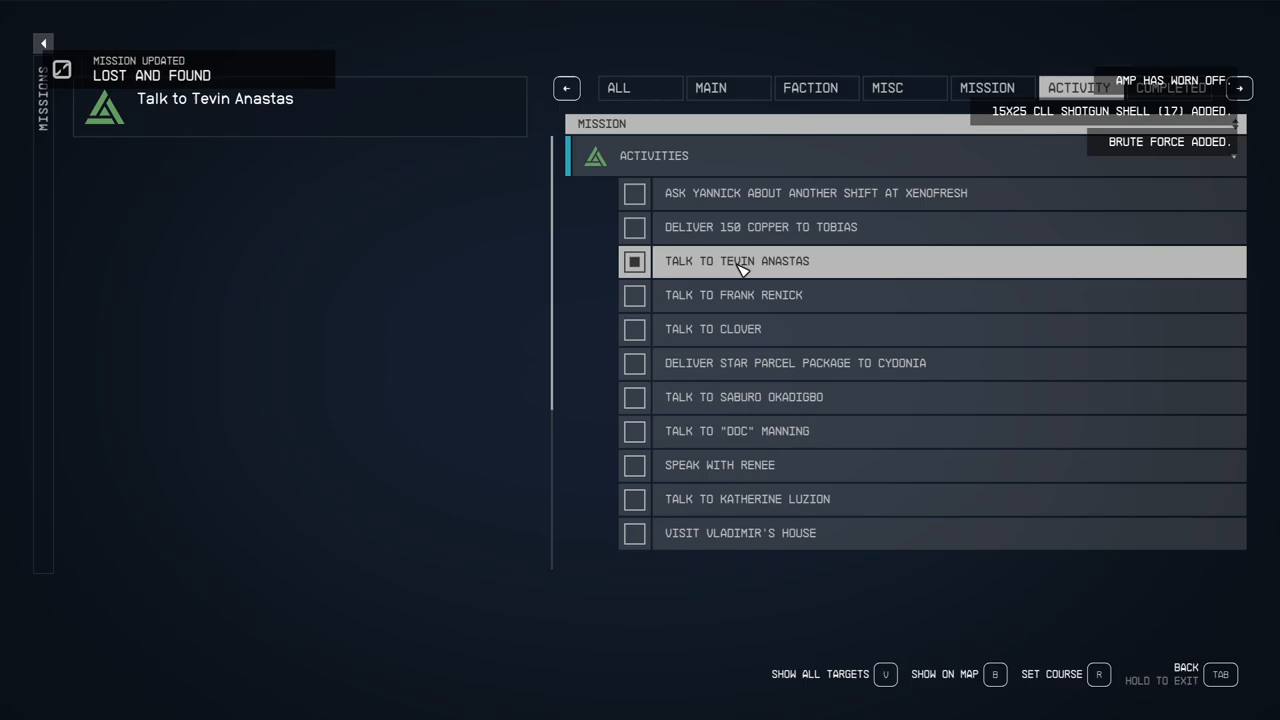 MISSIONS
MISSION UPDATED
LOST AND FOUND
Talk to Tevin Anastas
ALL
MAIN
FACTION
MISC
MISSION
ACTIVITY
COMPLETED
AMP HAS WORN OFF.
15X25 CLL SHOTGUN SHELL (17) ADDED.
BRUTE FORCE ADDED.
MISSION
ACTIVITIES
ASK YANNICK ABOUT ANOTHER SHIFT AT XENOFRESH
DELIVER 150 COPPER TO TOBIAS
TALK TO TEVIN ANASTAS
TALK TO FRANK RENICK
TALK TO CLOVER
DELIVER STAR PARCEL PACKAGE TO CYDONIA
TALK TO SABURO OKADIGBO
TALK TO "DOC" MANNING
SPEAK WITH RENEE
TALK TO KATHERINE LUZION
VISIT VLADIMIR'S HOUSE
SHOW ALL TARGETS V
SHOW ON MAP B
SET COURSE R
BACK
HOLD TO EXIT
TAB